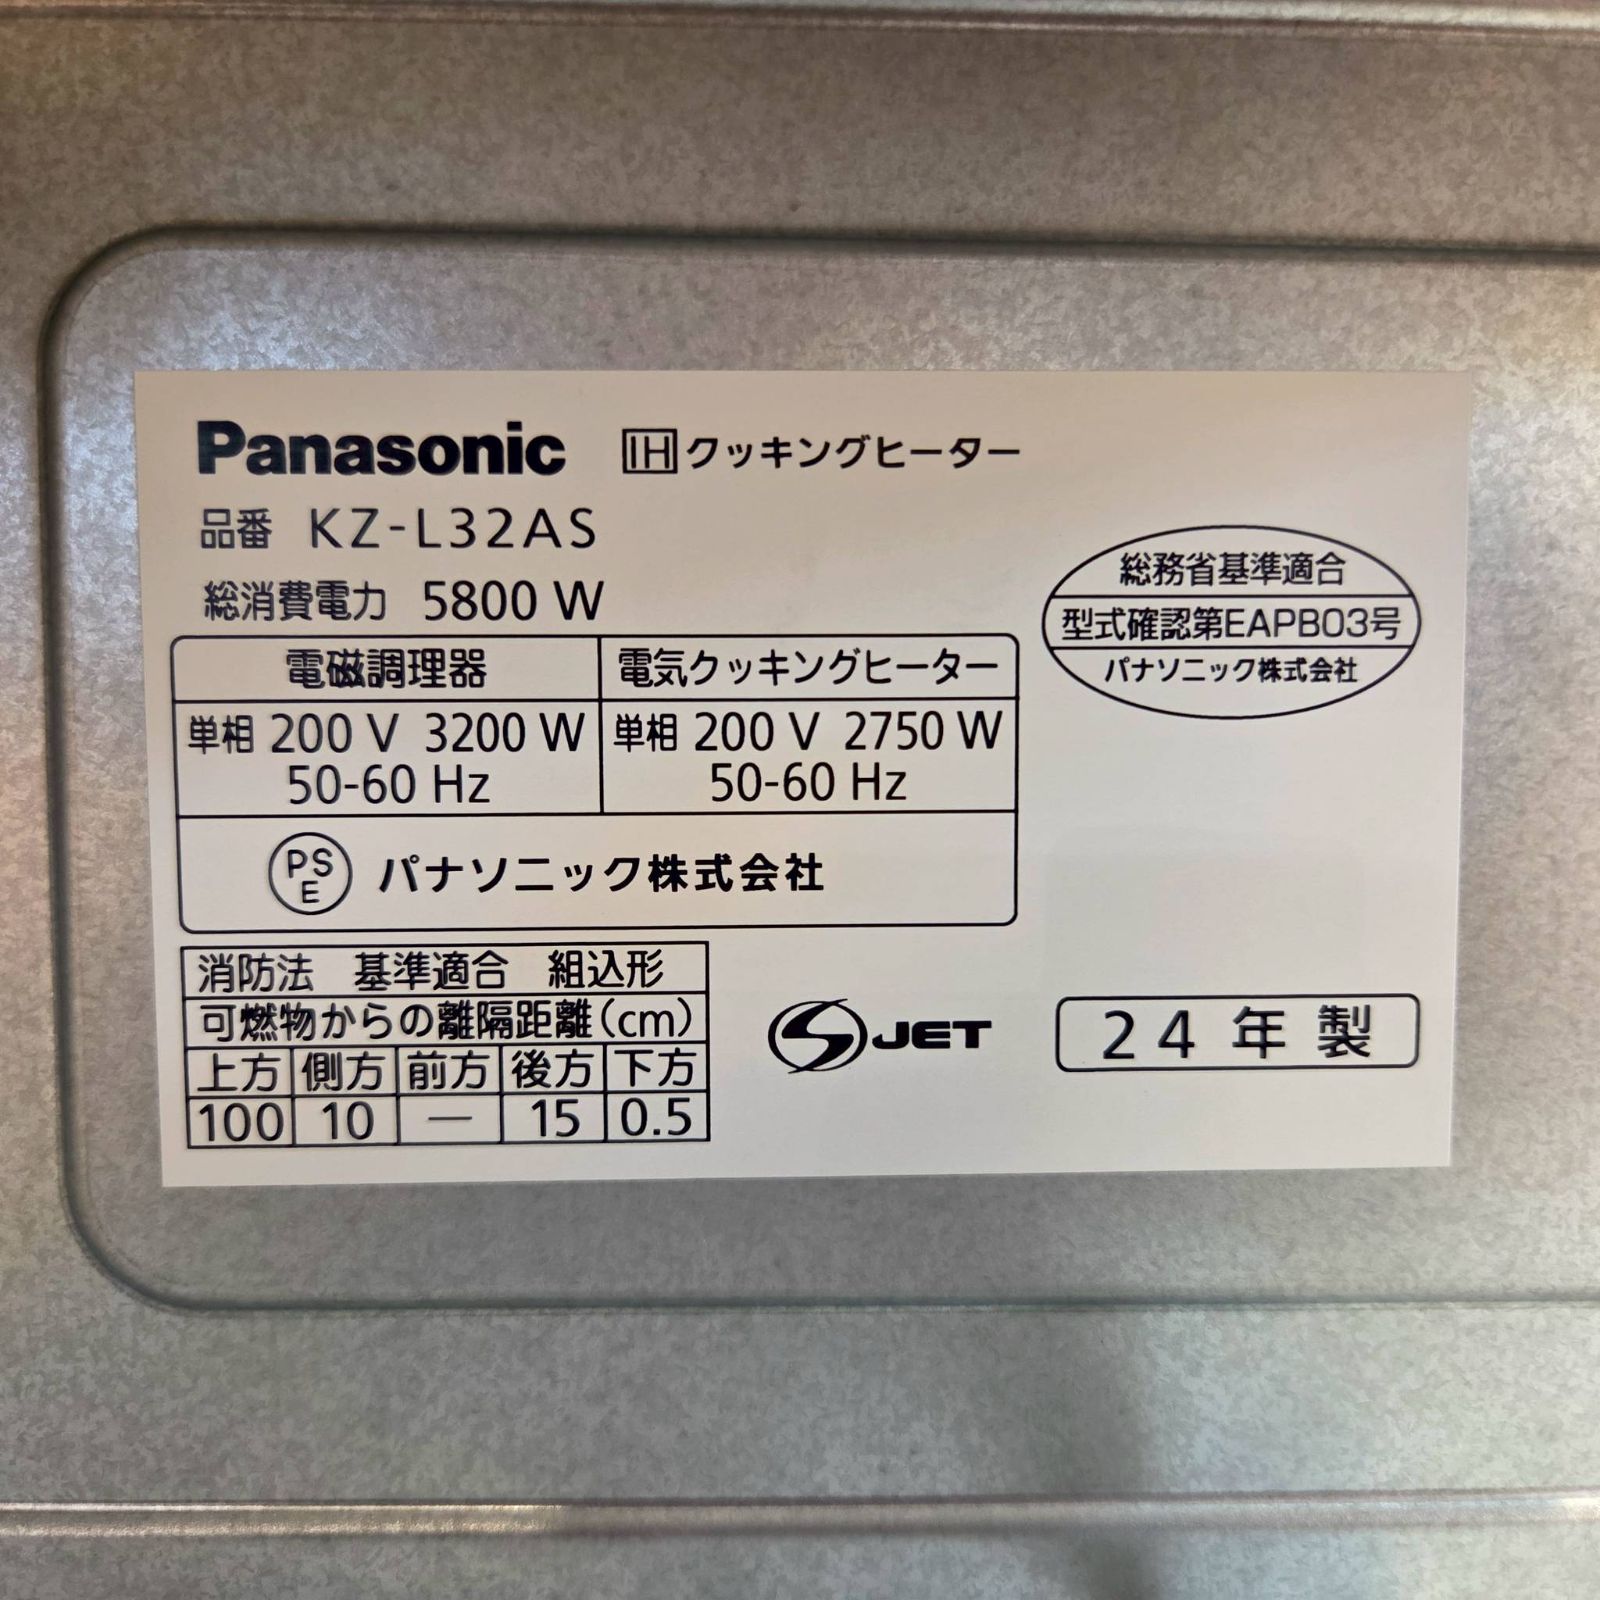 Panasonic IHクッキングヒーター
品番 KZ-L32AS
総消費電力 5800 W
総務省基準適合
型式確認第EAPB03号
パナソニック株式会社
電磁調理器 電気クッキングヒーター
単相 200 V 3200 W 単相 200 V 2750 W
50-60 Hz 50-60 Hz
PSE パナソニック株式会社
消防法 基準適合 組込形
可燃物からの離隔距離(cm)
上方 側方 前方 後方 下方
100 10 — 15 0.5
S JET
24年製